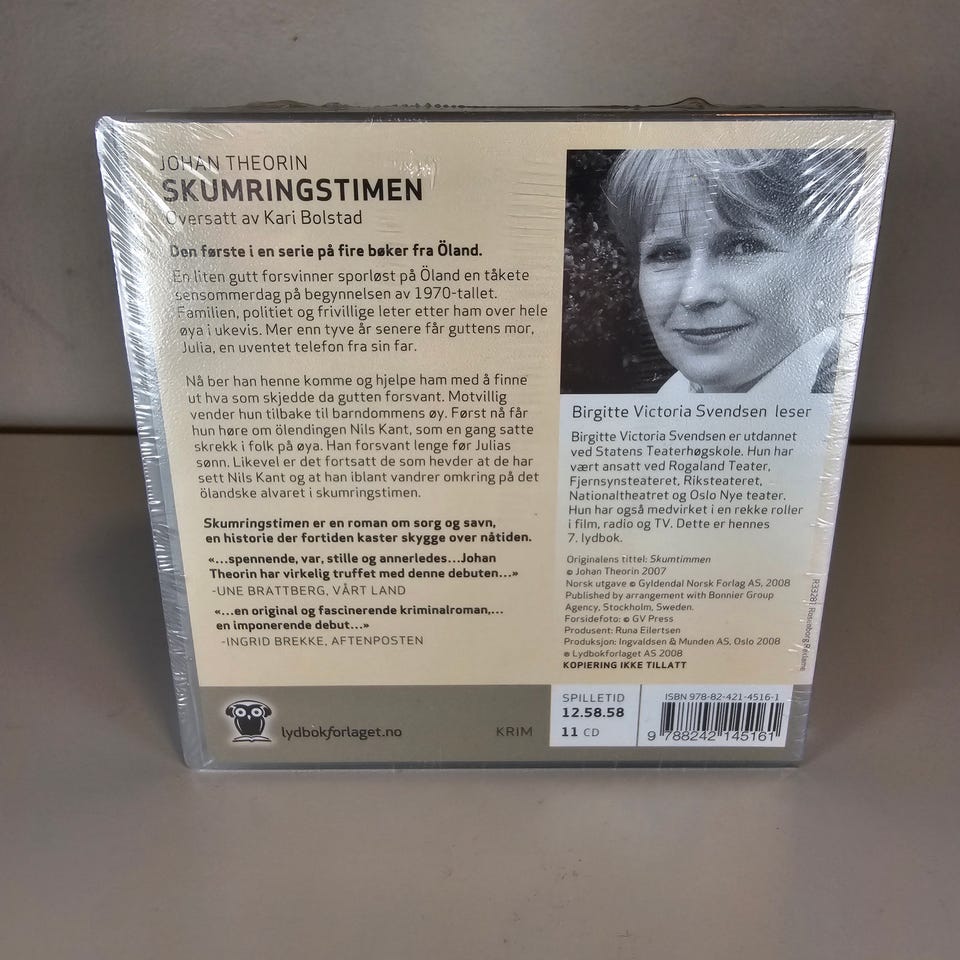 JOHAN THEORIN
SKUMRINGSTIMEN
Oversatt av Kari Bolstad
Den første i en serie på fire bøker fra Öland.
En liten gutt forsvinner sporløst på Öland en tåkete
sensommerdag på begynnelsen av 1970-tallet.
Familien, politiet og frivillige leter etter ham over hele
øya i ukevis. Mer enn tyve år senere får guttens mor,
Julia, en uventet telefon fra sin far.
Nå ber han henne komme og hjelpe ham med å finne
ut hva som skjedde da gutten forsvant. Motvillig
vender hun tilbake til barndommens øy. Først nå får
hun høre om ölendingen Nils Kant, som en gang satte
skrekk i folk på øya. Han forsvant lenge før Julias
sønn. Likevel er det fortsatt de som hevder at de har
sett Nils Kant og at han iblant vandrer omkring på det
ölandske alvaret i skumringstimen.
Skumringstimen er en roman om sorg og savn,
en historie der fortiden kaster skygge over nåtiden.
«...spennende, var, stille og annerledes...Johan
Theorin har virkelig truffet med denne debuten...»
-UNE BRATTBERG, VÅRT LAND
«...en original og fascinerende kriminalroman,...
en imponerende debut...»
-INGRID BREKKE, AFTENPOSTEN
Birgitte Victoria Svendsen leser
Birgitte Victoria Svendsen er utdannet
ved Statens Teaterhøgskole. Hun har
vært ansatt ved Rogaland Teater,
Fjernsynsteateret, Riksteateret,
Nationaltheatret og Oslo Nye teater.
Hun har også medvirket i en rekke roller
i film, radio og TV. Dette er hennes
7. lydbok.
Originalens tittel: Skumtimmen
© Johan Theorin 2007
Norsk utgave © Gyldendal Norsk Forlag AS, 2008
Published by arrangement with Bonnier Group
Agency, Stockholm, Sweden.
Forsidefoto: © GV Press
Produsent: Runa Eilertsen
Produksjon: Ingvaldsen & Munden AS, Oslo 2008
℗ Lydbokforlaget AS 2008
KOPIERING IKKE TILLATT
Rosenborg Reklame
lydbokforlaget.no
KRIM
SPILLETID
12.58.58
11 CD
ISBN 978-82-421-4516-1
9 788242 145161